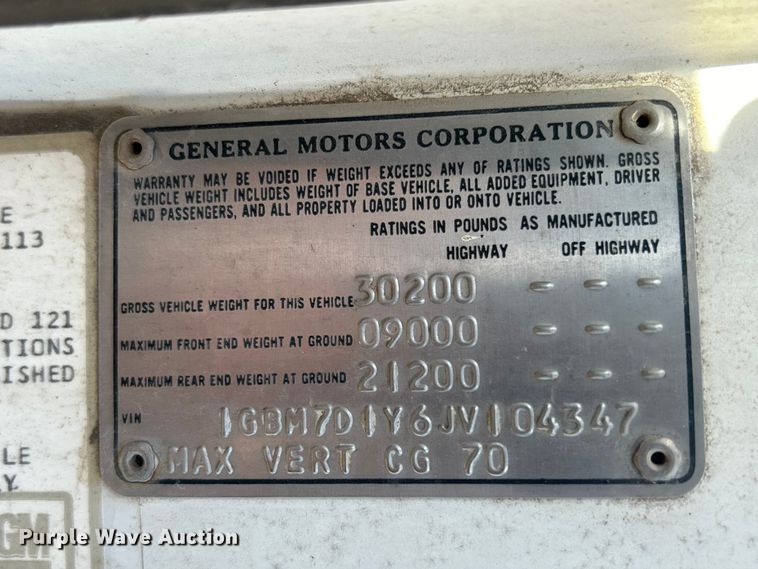 E
113
D 121
TIONS
ISHED
LE
Y.
GM
GENERAL MOTORS CORPORATION
WARRANTY MAY BE VOIDED IF WEIGHT EXCEEDS ANY OF RATINGS SHOWN. GROSS
VEHICLE WEIGHT INCLUDES WEIGHT OF BASE VEHICLE, ALL ADDED EQUIPMENT, DRIVER
AND PASSENGERS, AND ALL PROPERTY LOADED INTO OR ONTO VEHICLE.
RATINGS IN POUNDS AS MANUFACTURED
HIGHWAY OFF HIGHWAY
GROSS VEHICLE WEIGHT FOR THIS VEHICLE 30200 - - -
MAXIMUM FRONT END WEIGHT AT GROUND 09000 - - -
MAXIMUM REAR END WEIGHT AT GROUND 21200 - - -
VIN 1GBM7D1Y6JV104347
MAX VERT CG 70
Purple Wave Auction